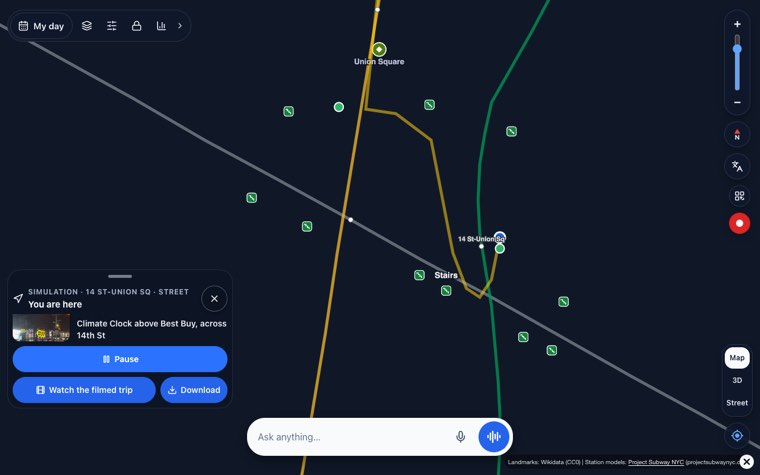 My day
Union Square
14 St-Union Sq
Stairs
SIMULATION · 14 ST-UNION SQ · STREET
You are here
Climate Clock above Best Buy, across
14th St
Pause
Watch the filmed trip
Download
Ask anything...
N
Map
3D
Street
Landmarks: Wikidata (CC0) | Station models: Project Subway NYC (projectsubwaynyc.c